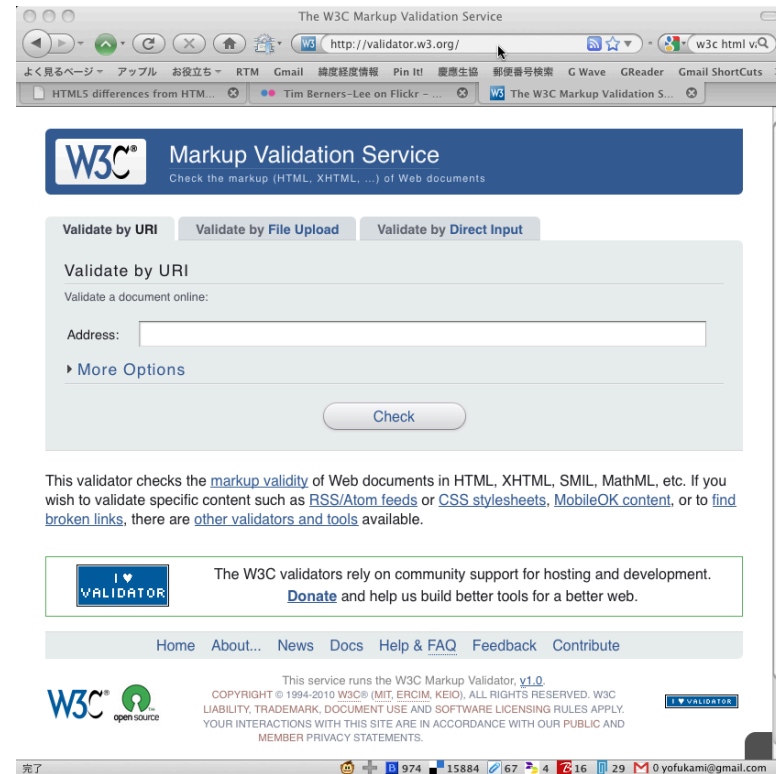 The W3C Markup Validation Service
W3 http://validator.w3.org/ w3c html v
よく見るページ アップル お役立ち RTM Gmail 緯度経度情報 Pin It! 慶應生協 郵便番号検索 G Wave GReader Gmail ShortCuts
HTML5 differences from HTM... Tim Berners-Lee on Flickr – ... W3 The W3C Markup Validation S...
W3C® Markup Validation Service
Check the markup (HTML, XHTML, ...) of Web documents
Validate by URI Validate by File Upload Validate by Direct Input
Validate by URI
Validate a document online:
Address:
More Options
Check
This validator checks the markup validity of Web documents in HTML, XHTML, SMIL, MathML, etc. If you
wish to validate specific content such as RSS/Atom feeds or CSS stylesheets, MobileOK content, or to find
broken links, there are other validators and tools available.
I ♥
VALIDATOR
The W3C validators rely on community support for hosting and development.
Donate and help us build better tools for a better web.
Home About... News Docs Help & FAQ Feedback Contribute
W3C® open source
This service runs the W3C Markup Validator, v1.0.
COPYRIGHT © 1994-2010 W3C® (MIT, ERCIM, KEIO), ALL RIGHTS RESERVED. W3C
LIABILITY, TRADEMARK, DOCUMENT USE AND SOFTWARE LICENSING RULES APPLY.
YOUR INTERACTIONS WITH THIS SITE ARE IN ACCORDANCE WITH OUR PUBLIC AND
MEMBER PRIVACY STATEMENTS.
I ♥ VALIDATOR
完了 B 974 15884 67 4 16 29 M 0 yofukami@gmail.com